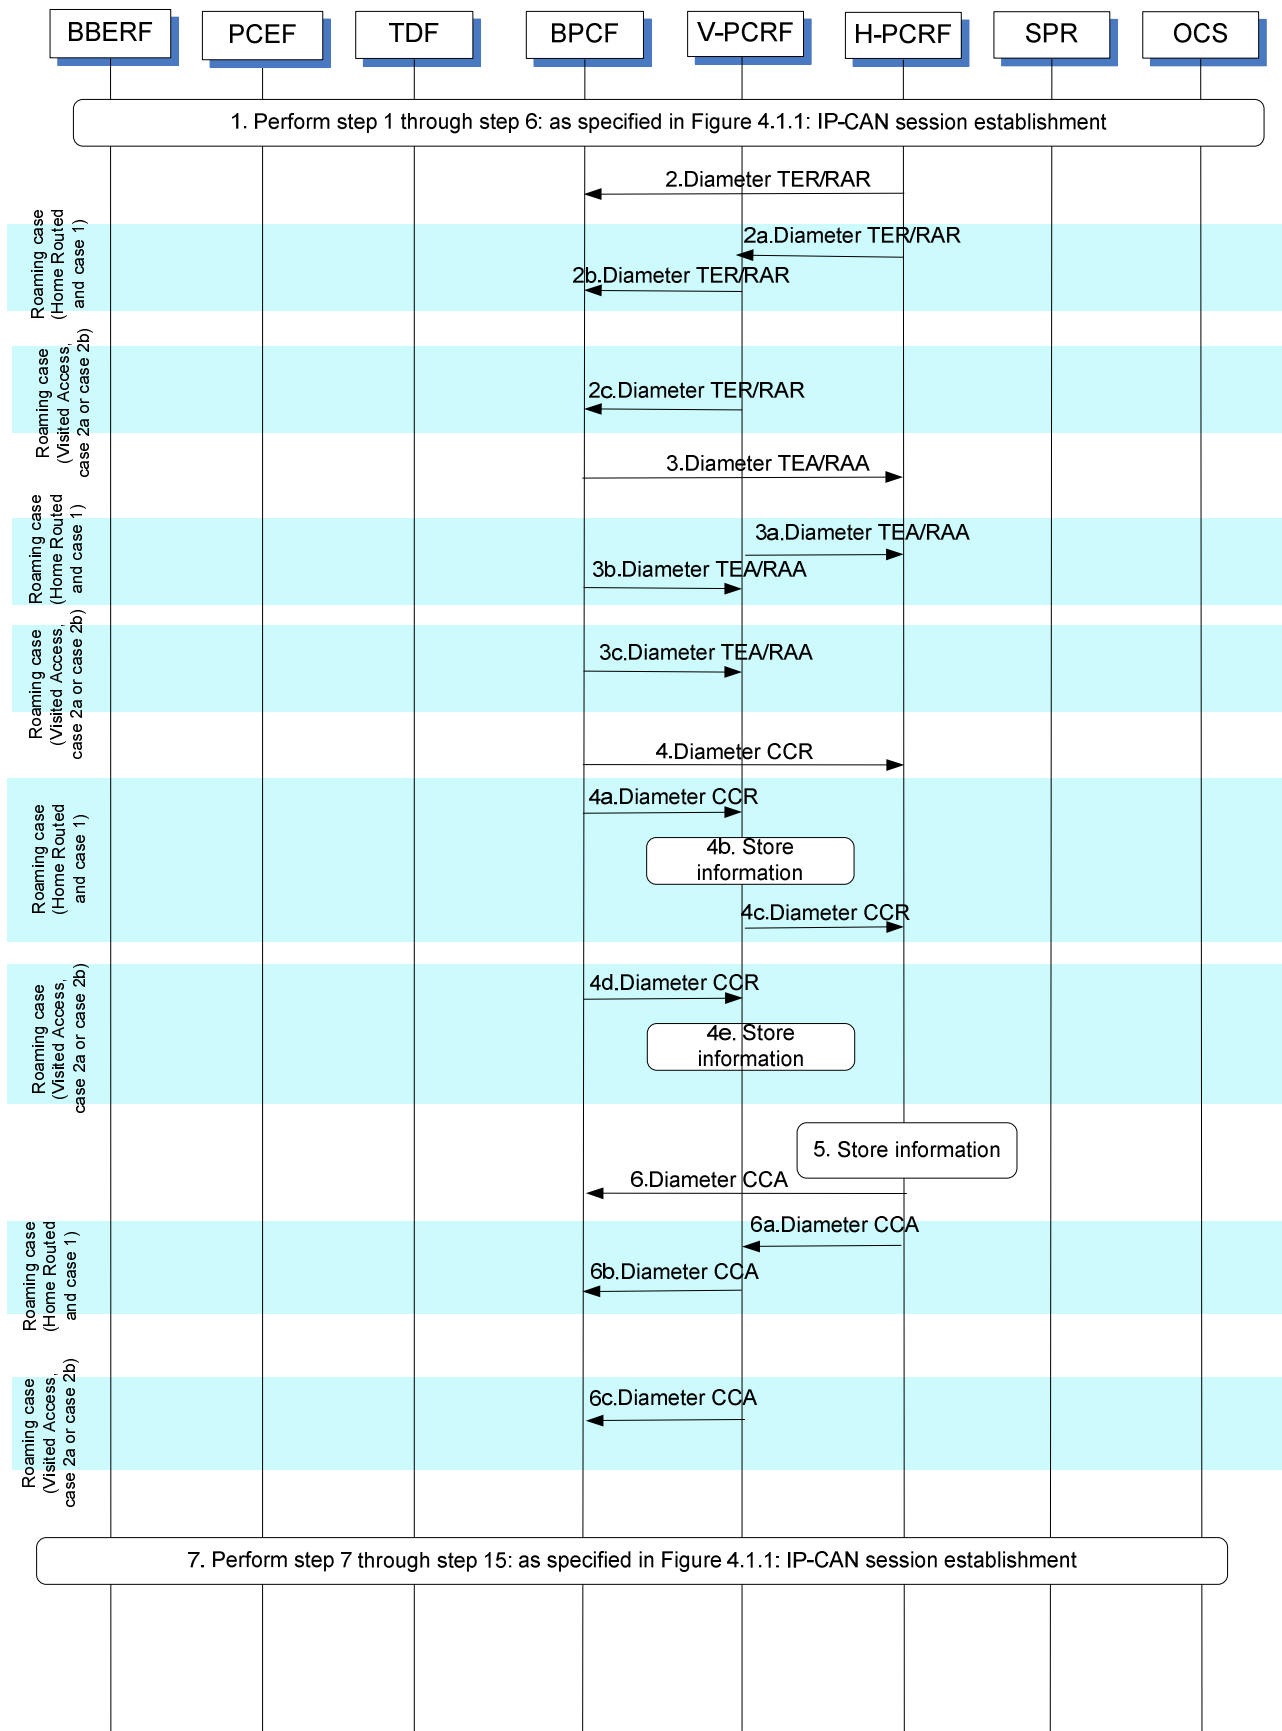 BBERF
PCEF
TDF
BPCF
V-PCRF
H-PCRF
SPR
OCS
1. Perform step 1 through step 6: as specified in Figure 4.1.1: IP-CAN session establishment
2.Diameter TER/RAR
Roaming case
(Home Routed
and case 1)
2a.Diameter TER/RAR
2b.Diameter TER/RAR
Roaming case
(Visited Access,
case 2a or case 2b)
2c.Diameter TER/RAR
3.Diameter TEA/RAA
Roaming case
(Home Routed
and case 1)
3a.Diameter TEA/RAA
3b.Diameter TEA/RAA
Roaming case
(Visited Access,
case 2a or case 2b)
3c.Diameter TEA/RAA
4.Diameter CCR
Roaming case
(Home Routed
and case 1)
4a.Diameter CCR
4b. Store
information
4c.Diameter CCR
Roaming case
(Visited Access,
case 2a or case 2b)
4d.Diameter CCR
4e. Store
information
5. Store information
6.Diameter CCA
Roaming case
(Home Routed
and case 1)
6a.Diameter CCA
6b.Diameter CCA
Roaming case
(Visited Access,
case 2a or case 2b)
6c.Diameter CCA
7. Perform step 7 through step 15: as specified in Figure 4.1.1: IP-CAN session establishment